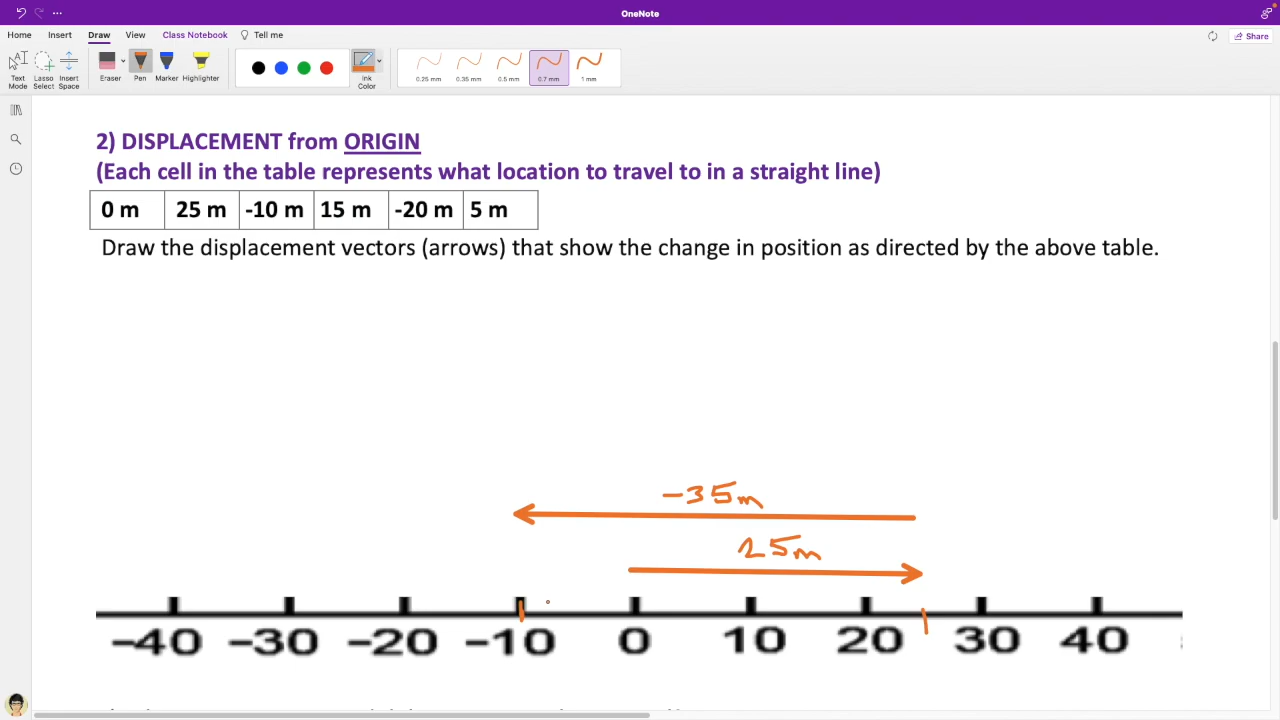 OneNote
Home Insert Draw View Class Notebook Tell me Share
Text Mode Lasso Select Insert Space Eraser Pen Marker Highlighter Ink Color 0.25 mm 0.35 mm 0.5 mm 0.7 mm 1 mm
2) DISPLACEMENT from ORIGIN
(Each cell in the table represents what location to travel to in a straight line)
0 m 25 m -10 m 15 m -20 m 5 m
Draw the displacement vectors (arrows) that show the change in position as directed by the above table.
-35m
25m
-40 -30 -20 -10 0 10 20 30 40